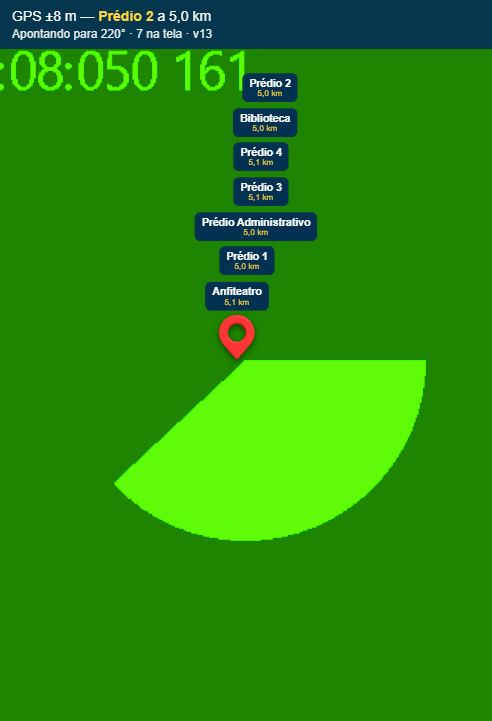 GPS ±8 m — Prédio 2 a 5,0 km
Apontando para 220° · 7 na tela · v13
:08:050 161
Prédio 2
5,0 km
Biblioteca
5,0 km
Prédio 4
5,1 km
Prédio 3
5,1 km
Prédio Administrativo
5,0 km
Prédio 1
5,0 km
Anfiteatro
5,1 km